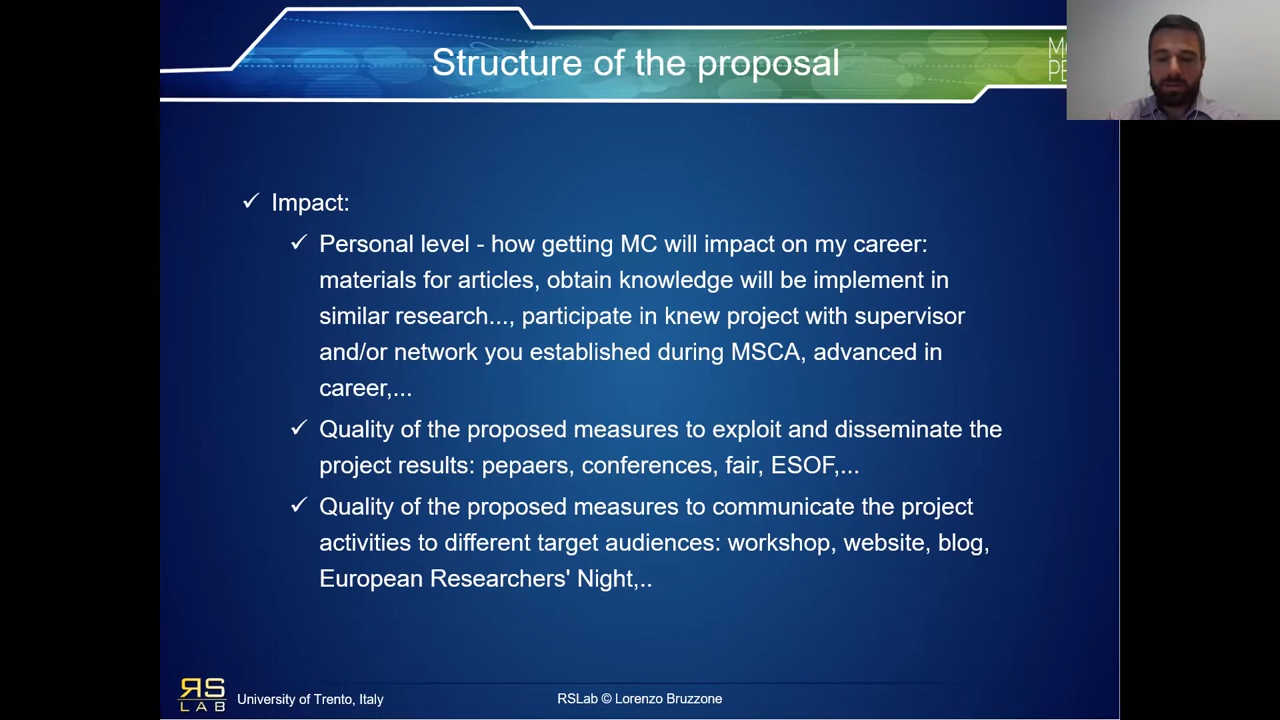 Structure of the proposal
✓ Impact:
✓ Personal level - how getting MC will impact on my career:
materials for articles, obtain knowledge will be implement in
similar research..., participate in knew project with supervisor
and/or network you established during MSCA, advanced in
career,...
✓ Quality of the proposed measures to exploit and disseminate the
project results: pepaers, conferences, fair, ESOF,...
✓ Quality of the proposed measures to communicate the project
activities to different target audiences: workshop, website, blog,
European Researchers' Night,..
RS
LAB
University of Trento, Italy
RSLab © Lorenzo Bruzzone